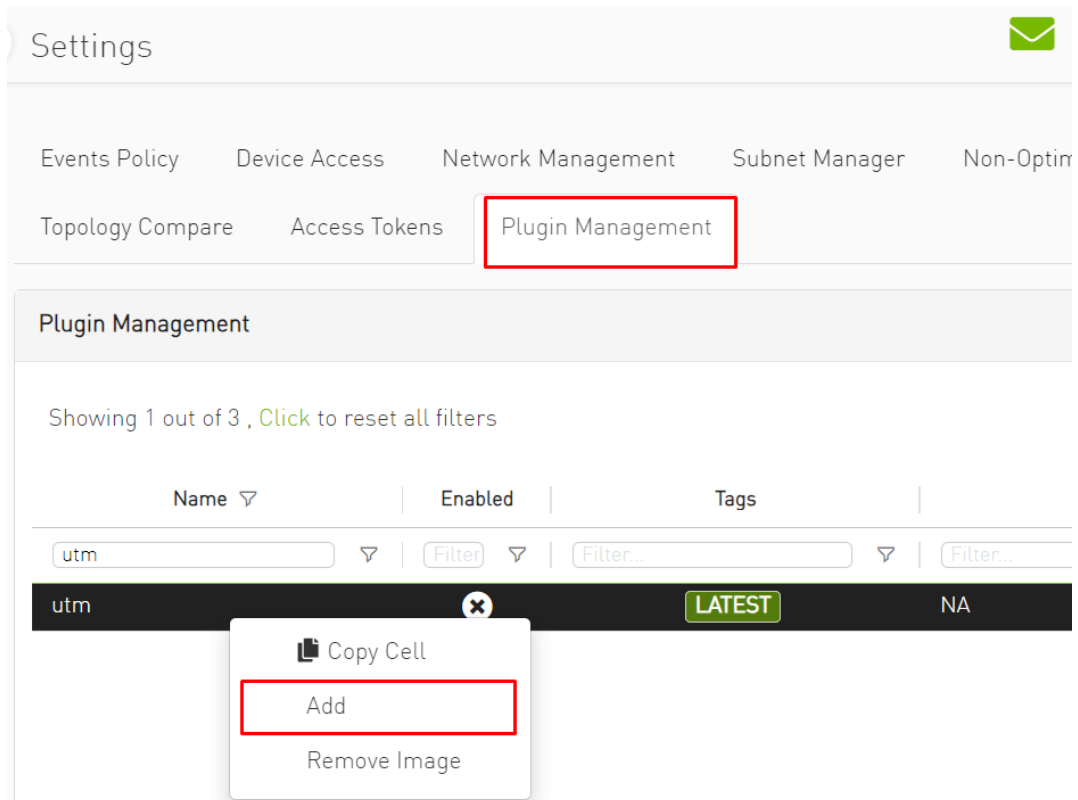 Settings
Events Policy Device Access Network Management Subnet Manager Non-Optim
Topology Compare Access Tokens Plugin Management
Plugin Management
Showing 1 out of 3 , Click to reset all filters
Name Enabled Tags
utm Filter Filter... Filter...
utm LATEST NA
Copy Cell
Add
Remove Image